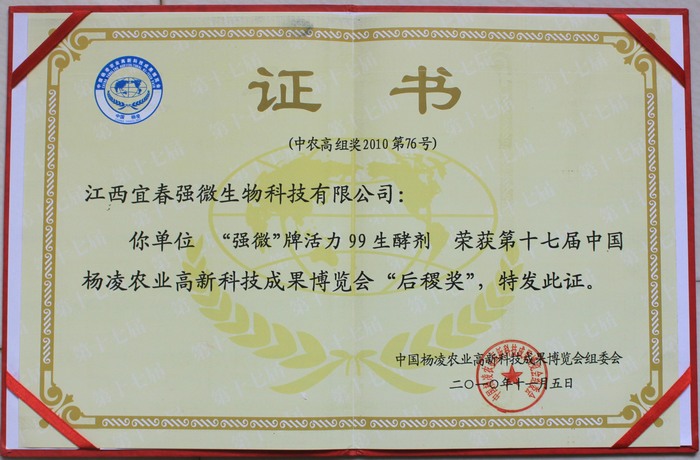 证书
(中农高组奖2010第76号)
江西宜春强微生物科技有限公司：
你单位 “强微”牌活力99生酵剂 荣获第十七届中国
杨凌农业高新科技成果博览会“后稷奖”，特发此证。
中国杨凌农业高新科技成果博览会组委会
二〇一〇年十一月五日